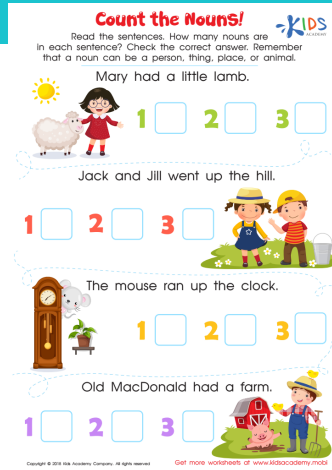 Count the Nouns!
KIDS
ACADEMY
Read the sentences. How many nouns are
in each sentence? Check the correct answer. Remember
that a noun can be a person, thing, place, or animal.
Mary had a little lamb.
1 2 3
Jack and Jill went up the hill.
1 2 3
The mouse ran up the clock.
1 2 3
Old MacDonald had a farm.
1 2 3
Copyright © 2018 Kids Academy Company. All rights reserved
Get more worksheets at www.kidsacademy.mobi